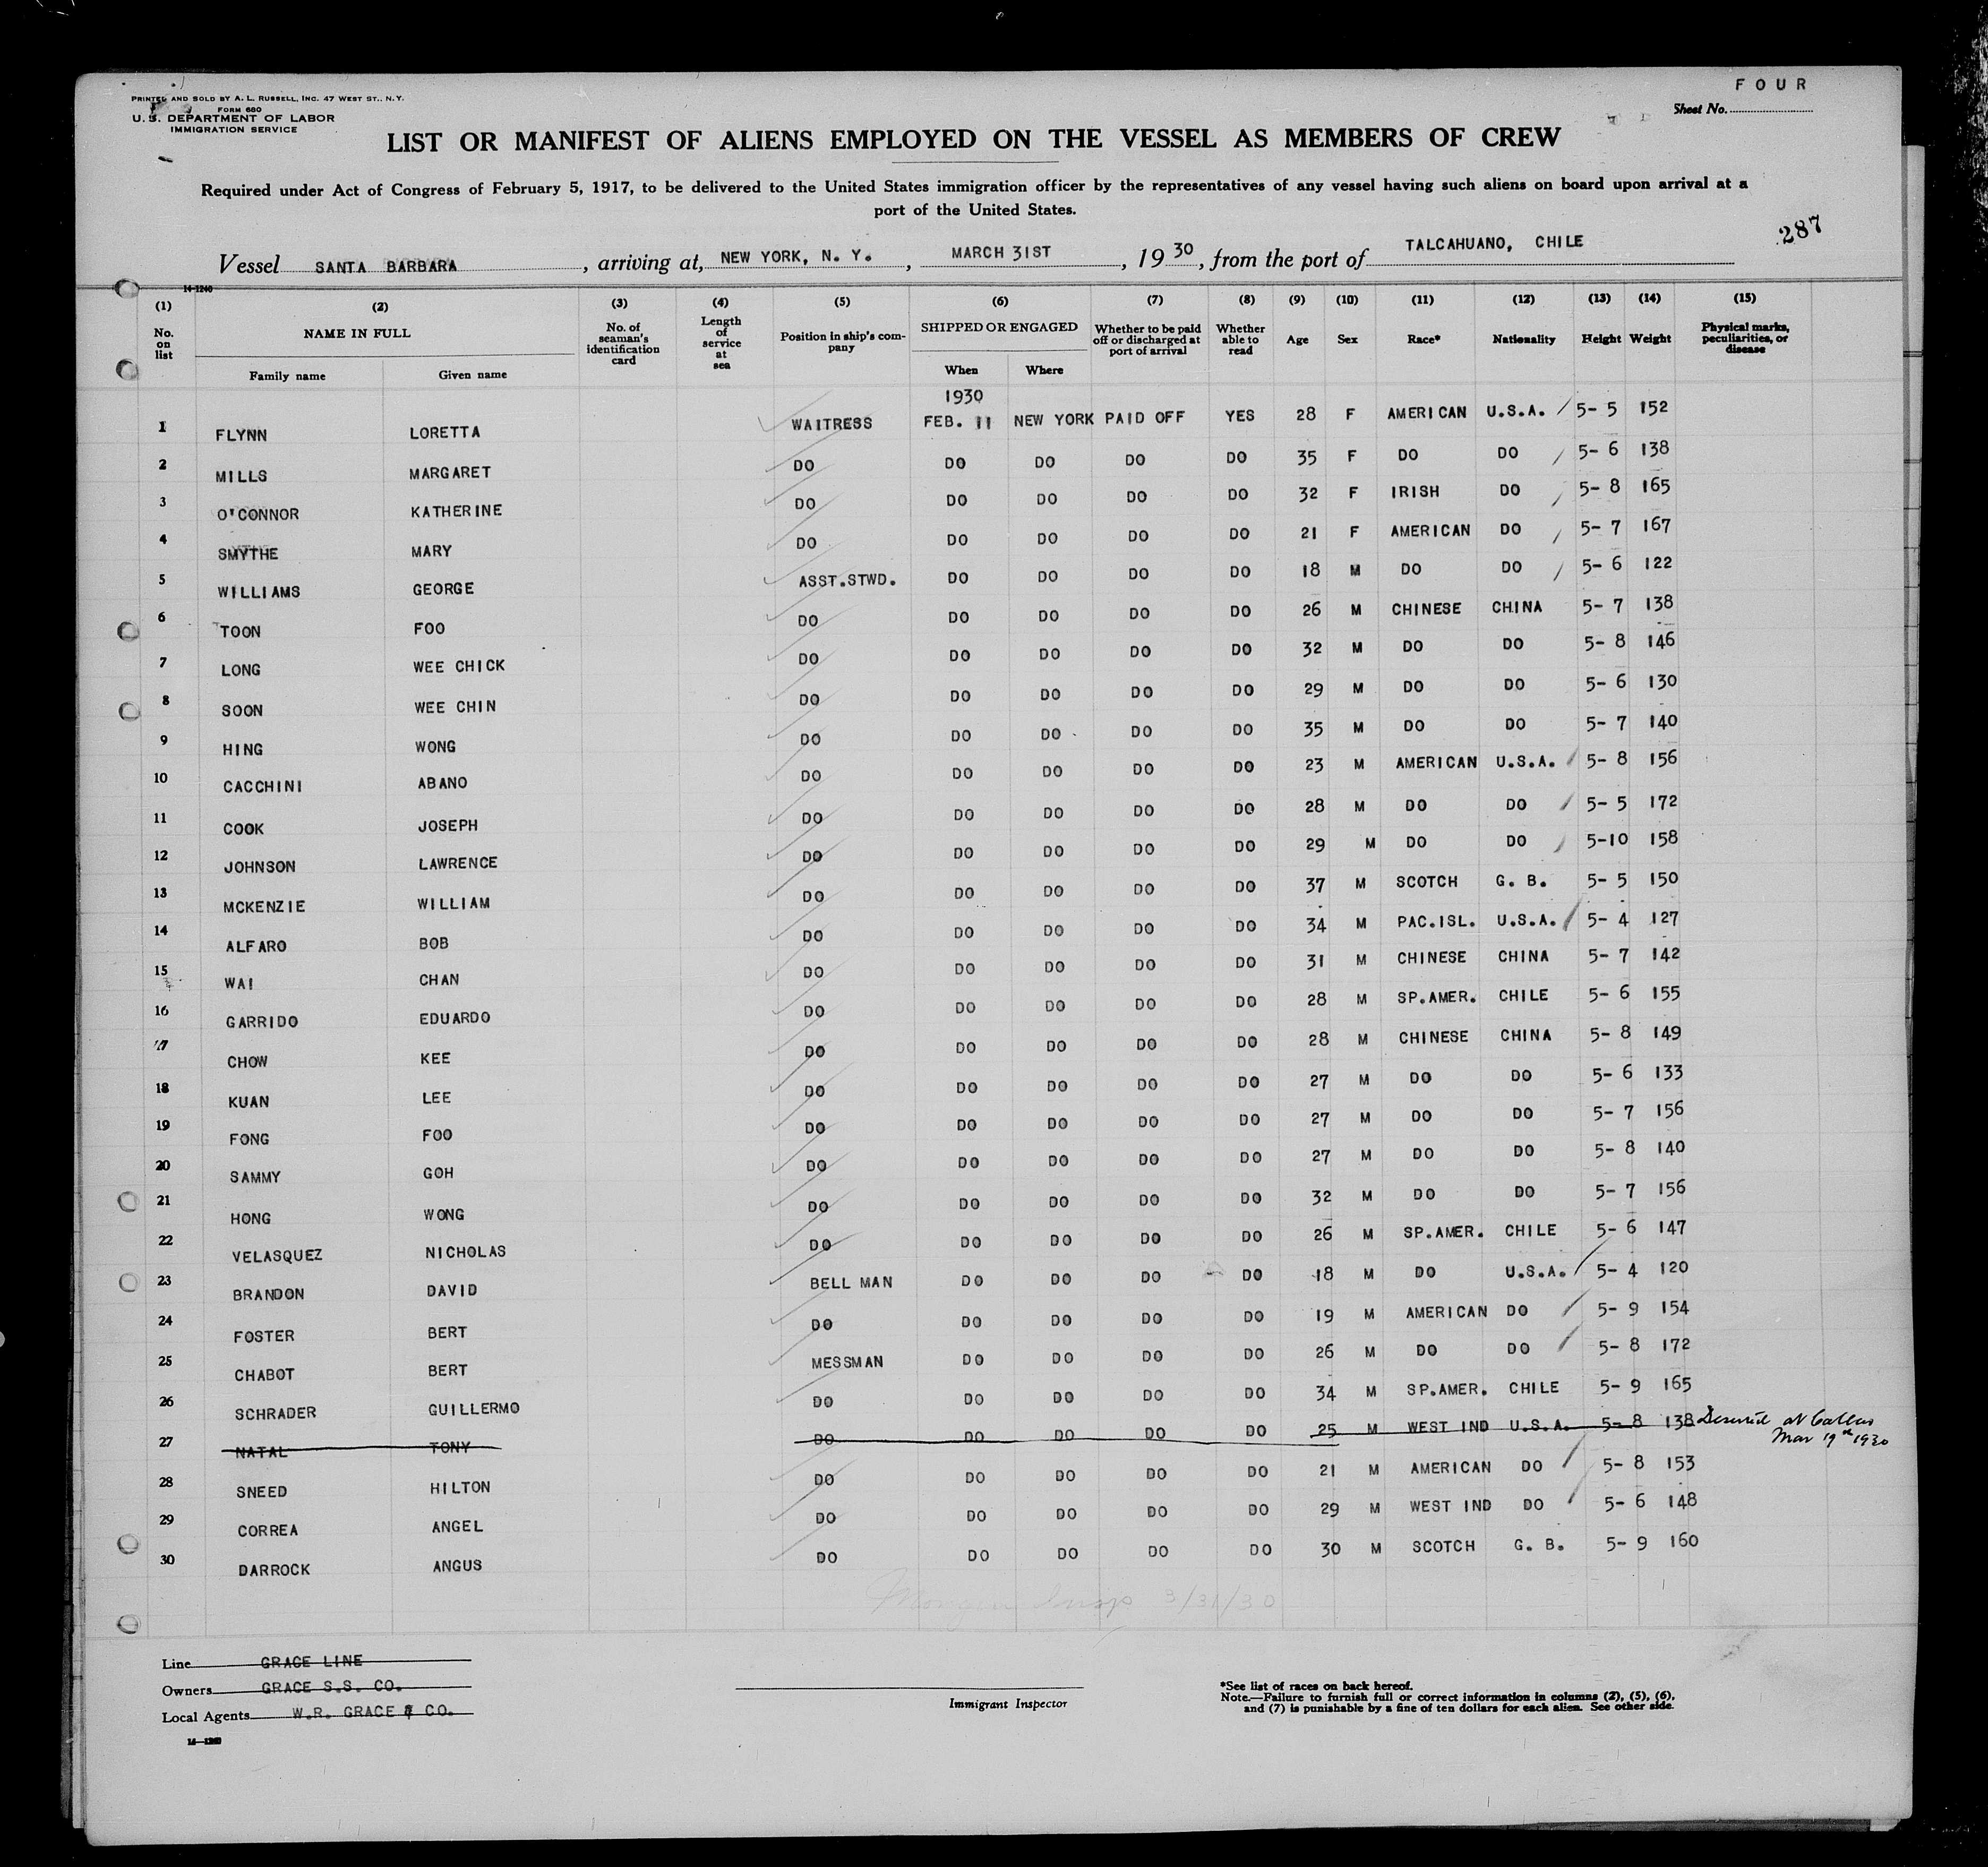 FOUR
PRINTED AND SOLD BY A. L. RUSSELL, INC. 47 WEST ST., N. Y.
FORM 680
U. S. DEPARTMENT OF LABOR
IMMIGRATION SERVICE
Sheet No.
LIST OR MANIFEST OF ALIENS EMPLOYED ON THE VESSEL AS MEMBERS OF CREW
Required under Act of Congress of February 5, 1917, to be delivered to the United States immigration officer by the representatives of any vessel having such aliens on board upon arrival at a
port of the United States.
287
Vessel SANTA BARBARA, arriving at, NEW YORK, N. Y., MARCH 31ST, 1930, from the port of TALCAHUANO, CHILE
14-1240
(1) (2) (3) (4) (5) (6) (7) (8) (9) (10) (11) (12) (13) (14) (15)
No. on list NAME IN FULL No. of seaman's identification card Length of service at sea Position in ship's company SHIPPED OR ENGAGED Whether to be paid off or discharged at port of arrival Whether able to read Age Sex Race* Nationality Height Weight Physical marks, peculiarities, or disease
Family name Given name When Where
1930
1 FLYNN LORETTA WAITRESS FEB. 11 NEW YORK PAID OFF YES 28 F AMERICAN U.S.A. 5-5 152
2 MILLS MARGARET DO DO DO DO DO 35 F DO DO 5-6 138
3 O'CONNOR KATHERINE DO DO DO DO DO 32 F IRISH DO 5-8 165
4 SMYTHE MARY DO DO DO DO DO 21 F AMERICAN DO 5-7 167
5 WILLIAMS GEORGE ASST.STWD. DO DO DO DO 18 M DO DO 5-6 122
6 TOON FOO DO DO DO DO DO 26 M CHINESE CHINA 5-7 138
7 LONG WEE CHICK DO DO DO DO DO 32 M DO DO 5-8 146
8 SOON WEE CHIN DO DO DO DO DO 29 M DO DO 5-6 130
9 HING WONG DO DO DO DO DO 35 M DO DO 5-7 140
10 CACCHINI ABANO DO DO DO DO DO 23 M AMERICAN U.S.A. 5-8 156
11 COOK JOSEPH DO DO DO DO DO 28 M DO DO 5-5 172
12 JOHNSON LAWRENCE DO DO DO DO DO 29 M DO DO 5-10 158
13 MCKENZIE WILLIAM DO DO DO DO DO 37 M SCOTCH G. B. 5-5 150
14 ALFARO BOB DO DO DO DO DO 34 M PAC.ISL. U.S.A. 5-4 127
15 WAI CHAN DO DO DO DO DO 31 M CHINESE CHINA 5-7 142
16 GARRIDO EDUARDO DO DO DO DO DO 28 M SP.AMER. CHILE 5-6 155
17 CHOW KEE DO DO DO DO DO 28 M CHINESE CHINA 5-8 149
18 KUAN LEE DO DO DO DO DO 27 M DO DO 5-6 133
19 FONG FOO DO DO DO DO DO 27 M DO DO 5-7 156
20 SAMMY GOH DO DO DO DO DO 27 M DO DO 5-8 140
21 HONG WONG DO DO DO DO DO 32 M DO DO 5-7 156
22 VELASQUEZ NICHOLAS DO DO DO DO DO 26 M SP.AMER. CHILE 5-6 147
23 BRANDON DAVID BELL MAN DO DO DO DO 18 M DO U.S.A. 5-4 120
24 FOSTER BERT DO DO DO DO DO 19 M AMERICAN DO 5-9 154
25 CHABOT BERT MESSMAN DO DO DO DO 26 M DO DO 5-8 172
26 SCHRADER GUILLERMO DO DO DO DO DO 34 M SP.AMER. CHILE 5-9 165
27 NATAL TONY DO DO DO DO DO 25 M WEST IND U.S.A. 5-8 138 Deserted at Callao
Mar 19th 1930
28 SNEED HILTON DO DO DO DO DO 21 M AMERICAN DO 5-8 153
29 CORREA ANGEL DO DO DO DO DO 29 M WEST IND DO 5-6 148
30 DARROCK ANGUS DO DO DO DO DO 30 M SCOTCH G. B. 5-9 160
Insp 3/31/30
Line GRACE LINE
Owners GRACE S.S. CO.
Local Agents W.R. GRACE & CO.
14-1240
Immigrant Inspector
*See list of races on back hereof.
Note.—Failure to furnish full or correct information in columns (2), (5), (6),
and (7) is punishable by a fine of ten dollars for each alien. See other side.